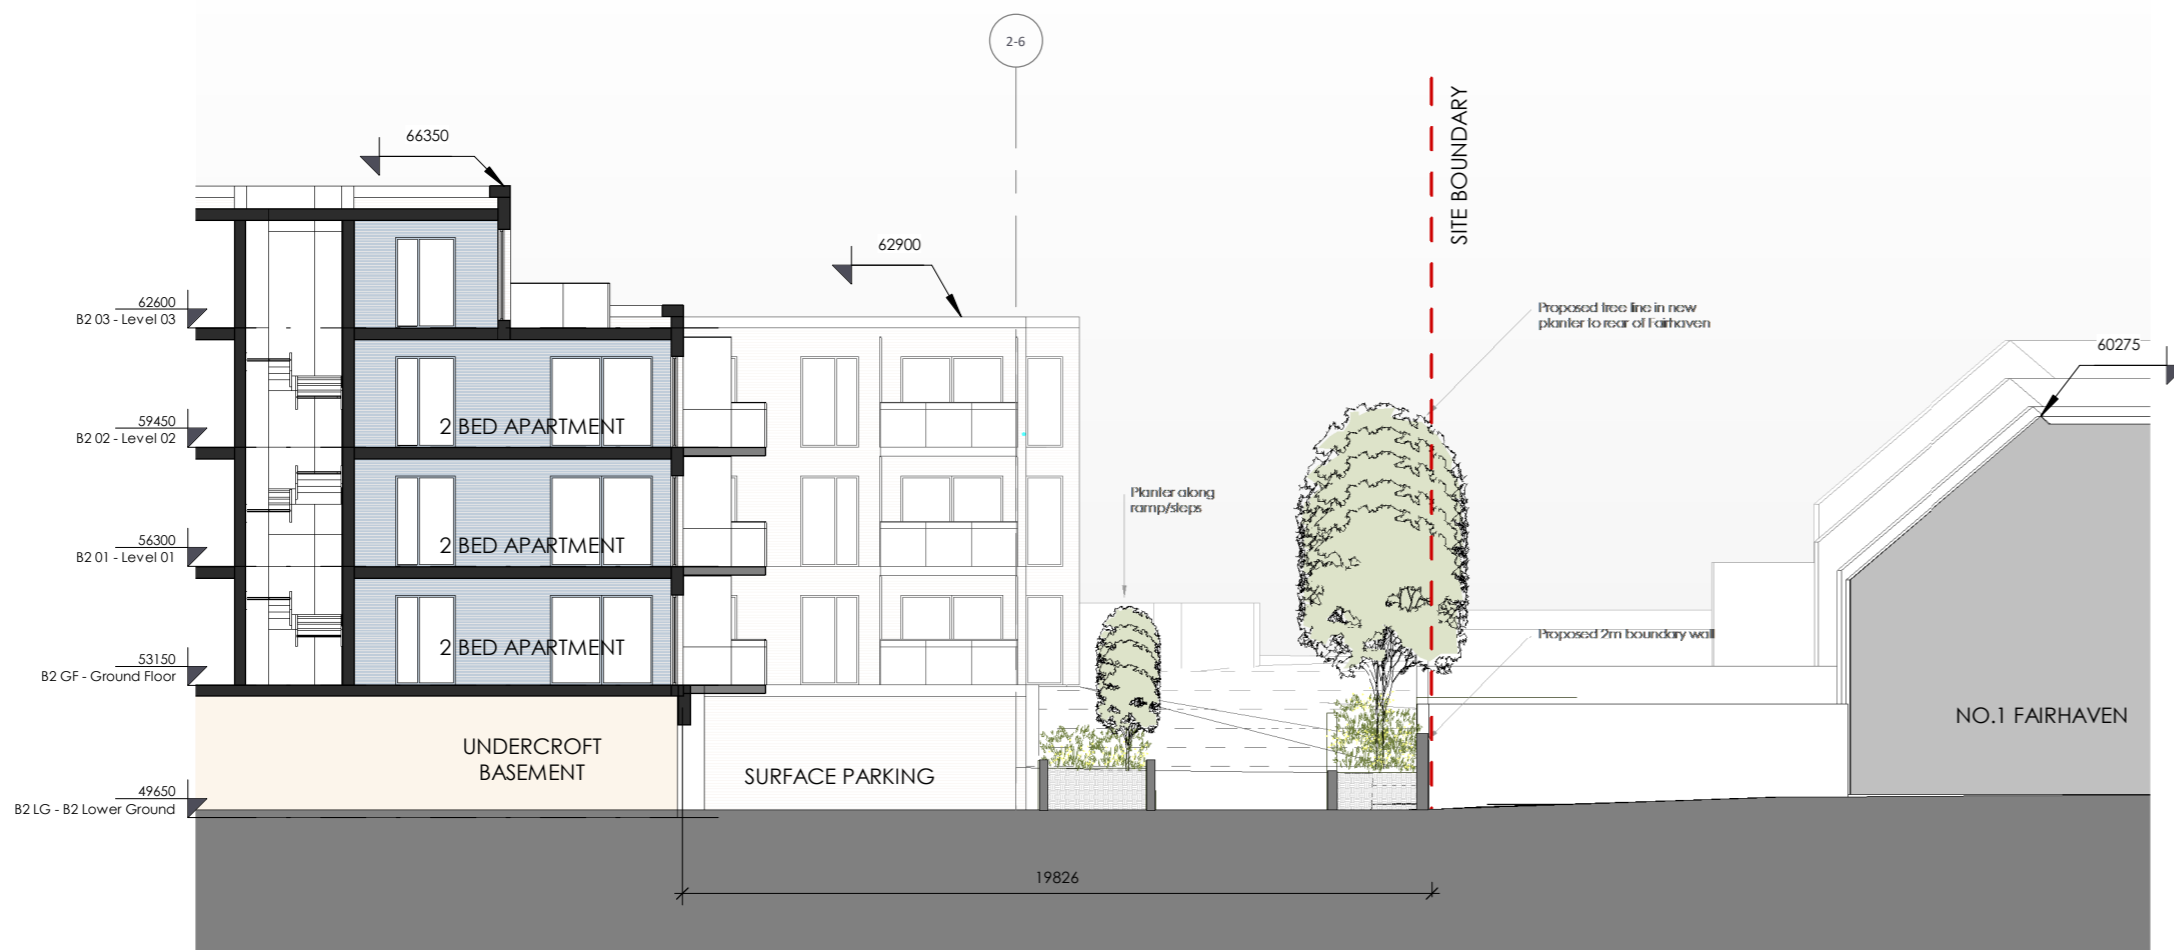 2-6
SITE BOUNDARY
66350
62900
62600
B2 03 - Level 03
Proposed tree line in new
planter to rear of Fairhaven
60275
59450
B2 02 - Level 02
2 BED APARTMENT
Planter along
ramp/steps
56300
B2 01 - Level 01
2 BED APARTMENT
Proposed 2m boundary wall
53150
B2 GF - Ground Floor
2 BED APARTMENT
NO.1 FAIRHAVEN
UNDERCROFT
BASEMENT
SURFACE PARKING
49650
B2 LG - B2 Lower Ground
19826